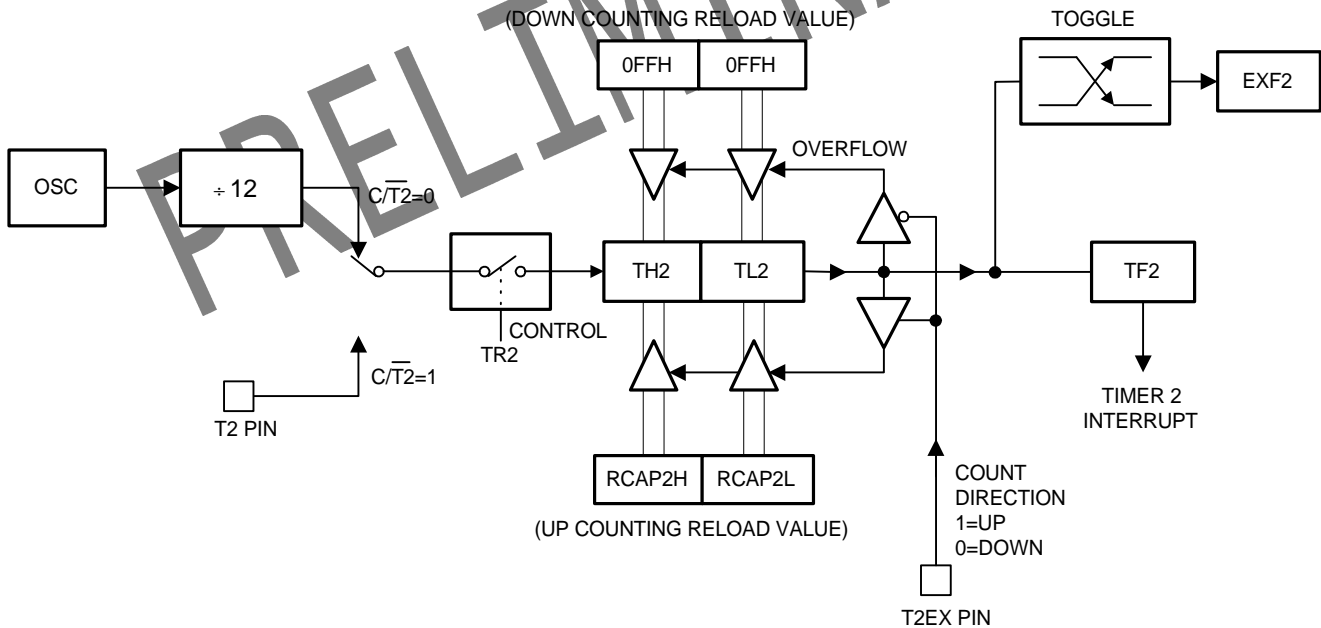 (DOWN COUNTING RELOAD VALUE)
TOGGLE
0FFH 0FFH
EXF2
OVERFLOW
OSC
÷ 12
C/T2̅=0
TH2 TL2
TF2
CONTROL
TR2
C/T2̅=1
T2 PIN
TIMER 2
INTERRUPT
RCAP2H RCAP2L
(UP COUNTING RELOAD VALUE)
COUNT
DIRECTION
1=UP
0=DOWN
T2EX PIN